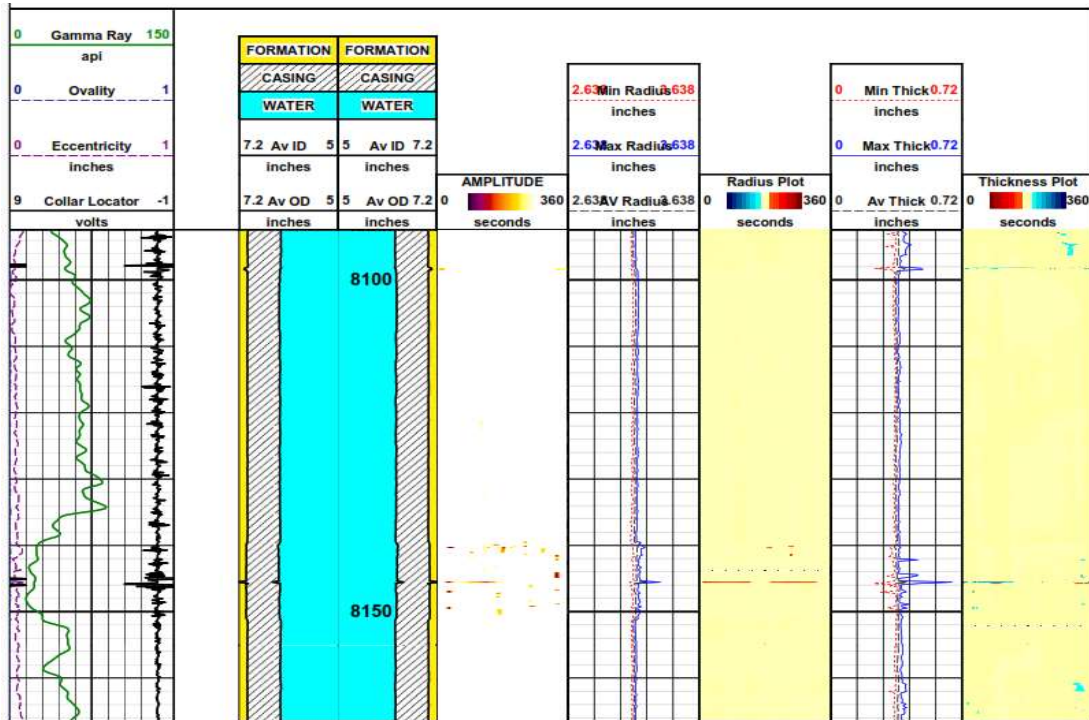 0 Gamma Ray 150
api
0 Ovality 1
0 Eccentricity 1
inches
9 Collar Locator -1
volts
FORMATION FORMATION
CASING CASING
WATER WATER
7.2 Av ID 5 5 Av ID 7.2
inches inches
7.2 Av OD 5 5 Av OD 7.2
inches inches
AMPLITUDE
0 360
seconds
Min Radius
inches
Max Radius
inches
AV Radius
inches
Radius Plot
0 360
seconds
0 Min Thick 0.72
inches
0 Max Thick 0.72
inches
0 Av Thick 0.72
inches
Thickness Plot
0 360
seconds
8100
8150